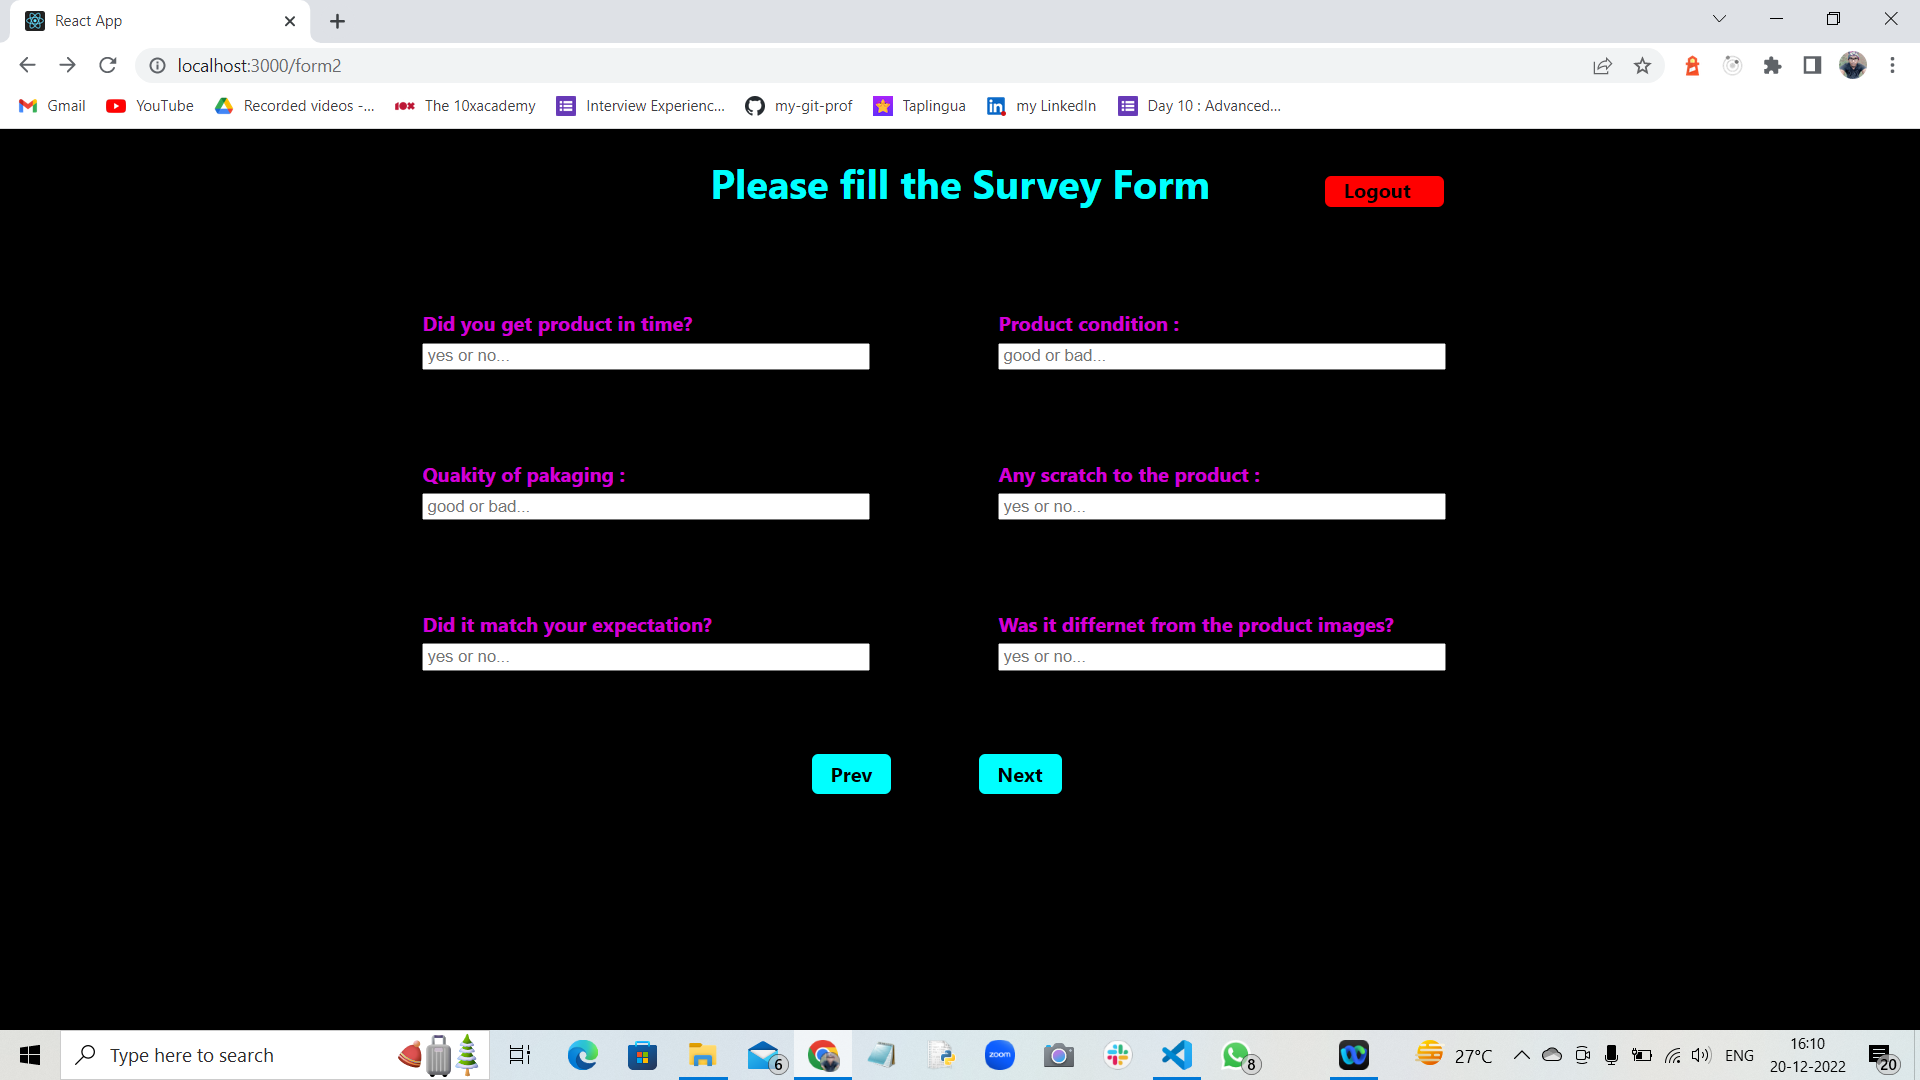 React App
localhost:3000/form2
Gmail
YouTube
Recorded videos -...
The 10xacademy
Interview Experienc...
my-git-prof
Taplingua
my LinkedIn
Day 10 : Advanced...
Please fill the Survey Form
Logout
Did you get product in time?
Product condition :
yes or no...
good or bad...
Quakity of pakaging :
Any scratch to the product :
good or bad...
yes or no...
Did it match your expectation?
Was it differnet from the product images?
yes or no...
yes or no...
Prev
Next
Type here to search
6
zoom
8
27°C
ENG
16:10
20-12-2022
20